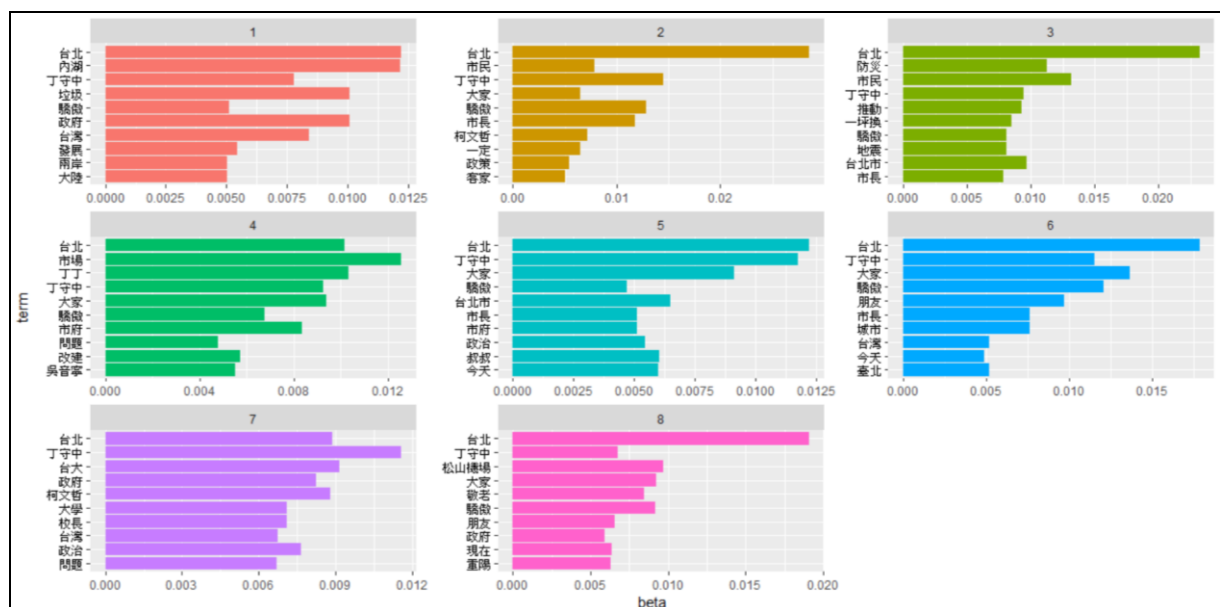 1
台北
內湖
丁守中
垃圾
驕傲
政府
台灣
發展
兩岸
大陸
0.0000 0.0025 0.0050 0.0075 0.0100 0.0125
2
台北
市民
丁守中
大家
驕傲
市長
柯文哲
一定
政策
客家
0.00 0.01 0.02
3
台北
防災
市民
丁守中
推動
一坪換
驕傲
地震
台北市
市長
0.000 0.005 0.010 0.015 0.020
term
4
台北
市場
丁丁
丁守中
大家
驕傲
市府
問題
改建
吳音寧
0.000 0.004 0.008 0.012
5
台北
丁守中
大家
驕傲
台北市
市長
市府
政治
叔叔
今天
0.0000 0.0025 0.0050 0.0075 0.0100 0.0125
6
台北
丁守中
大家
驕傲
朋友
市長
城市
台灣
今天
臺北
0.000 0.005 0.010 0.015
7
台北
丁守中
台大
政府
柯文哲
大學
校長
台灣
政治
問題
0.000 0.003 0.006 0.009 0.012
8
台北
丁守中
松山機場
大家
敬老
驕傲
朋友
政府
現在
重陽
0.000 0.005 0.010 0.015 0.020
beta